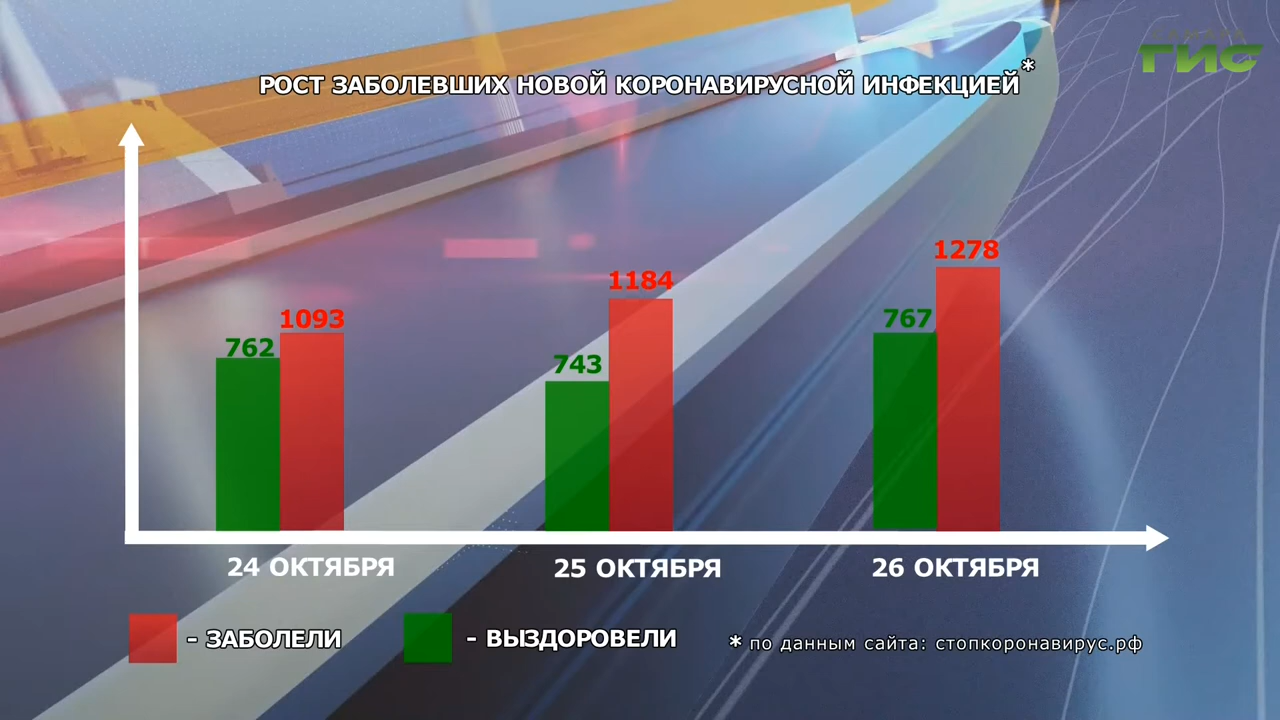 ГИС
РОСТ ЗАБОЛЕВШИХ НОВОЙ КОРОНАВИРУСНОЙ ИНФЕКЦИЕЙ*
762
1093
743
1184
767
1278
24 ОКТЯБРЯ
25 ОКТЯБРЯ
26 ОКТЯБРЯ
- ЗАБОЛЕЛИ
- ВЫЗДОРОВЕЛИ
* по данным сайта: стопкоронавирус.рф